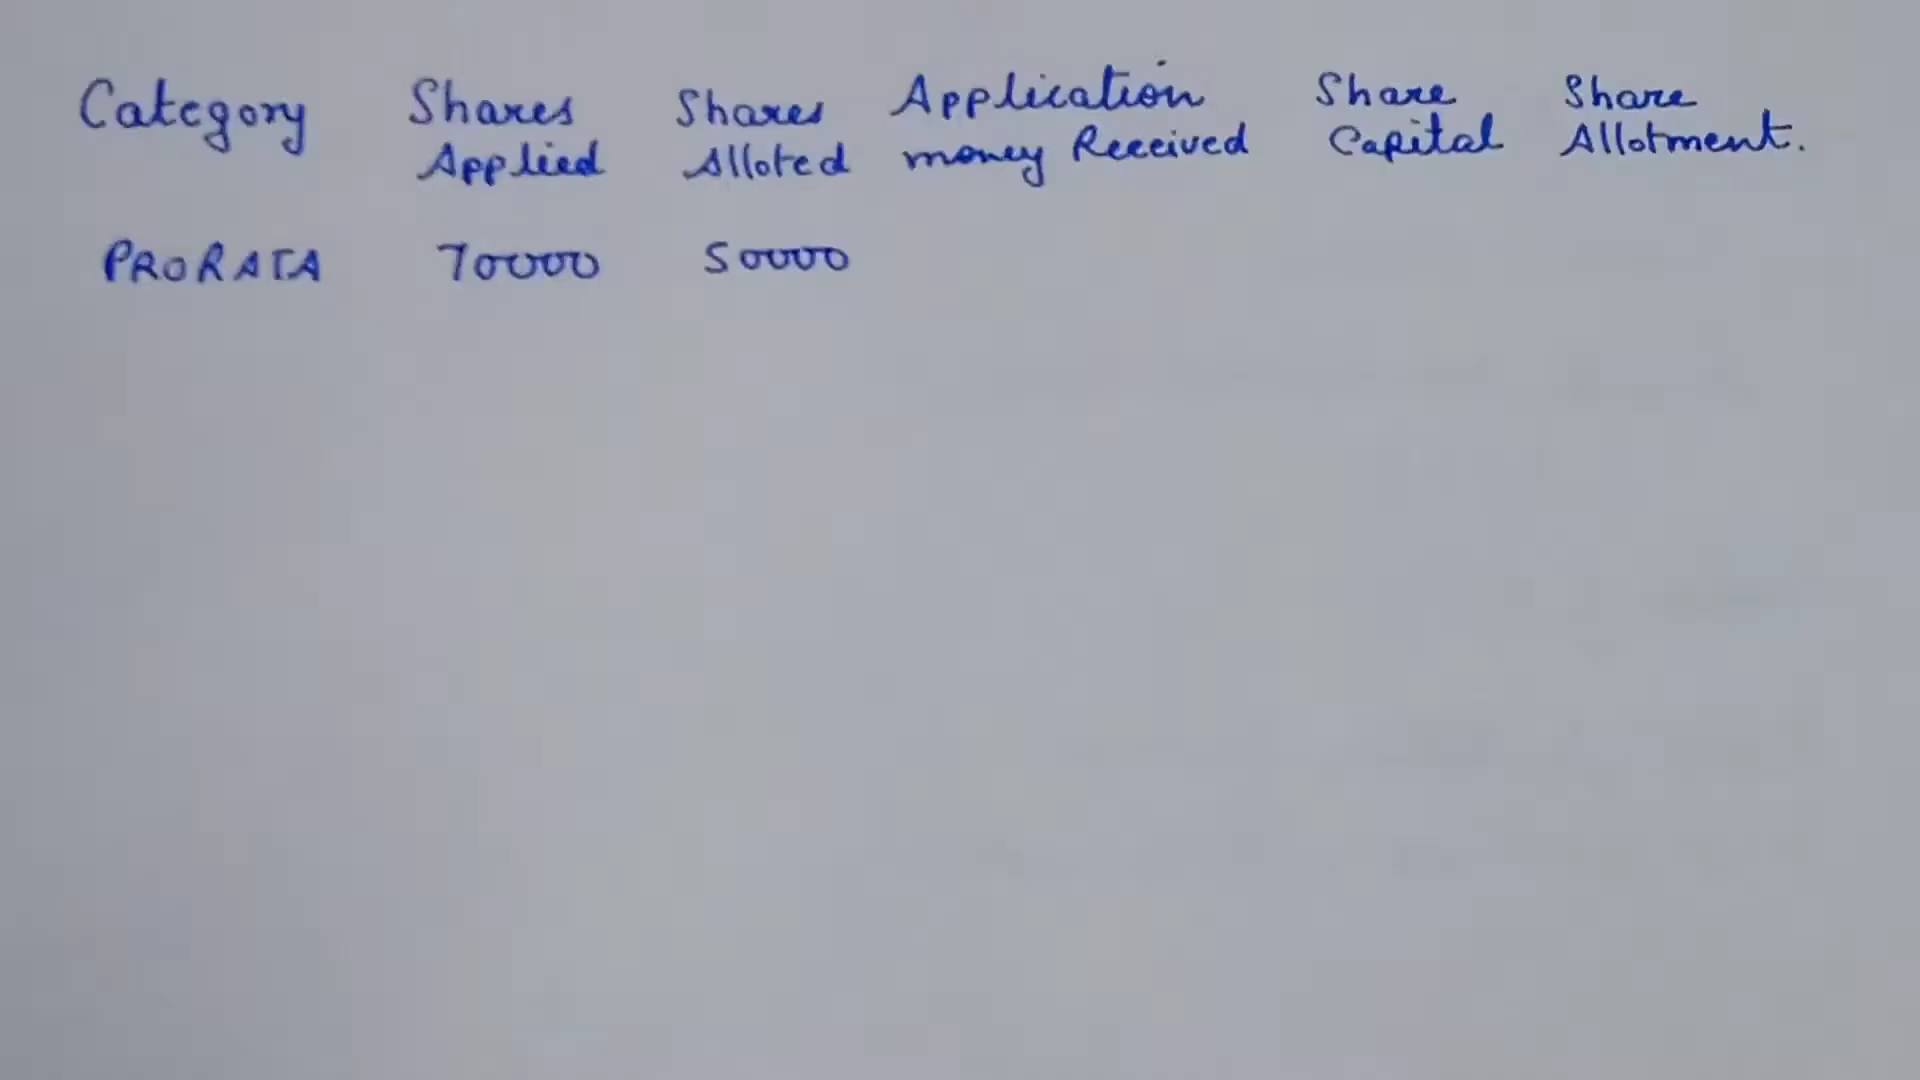 Category Shares Shares Application Share Share
Applied Alloted money Received Capital Allotment.
PRORATA 70000 50000